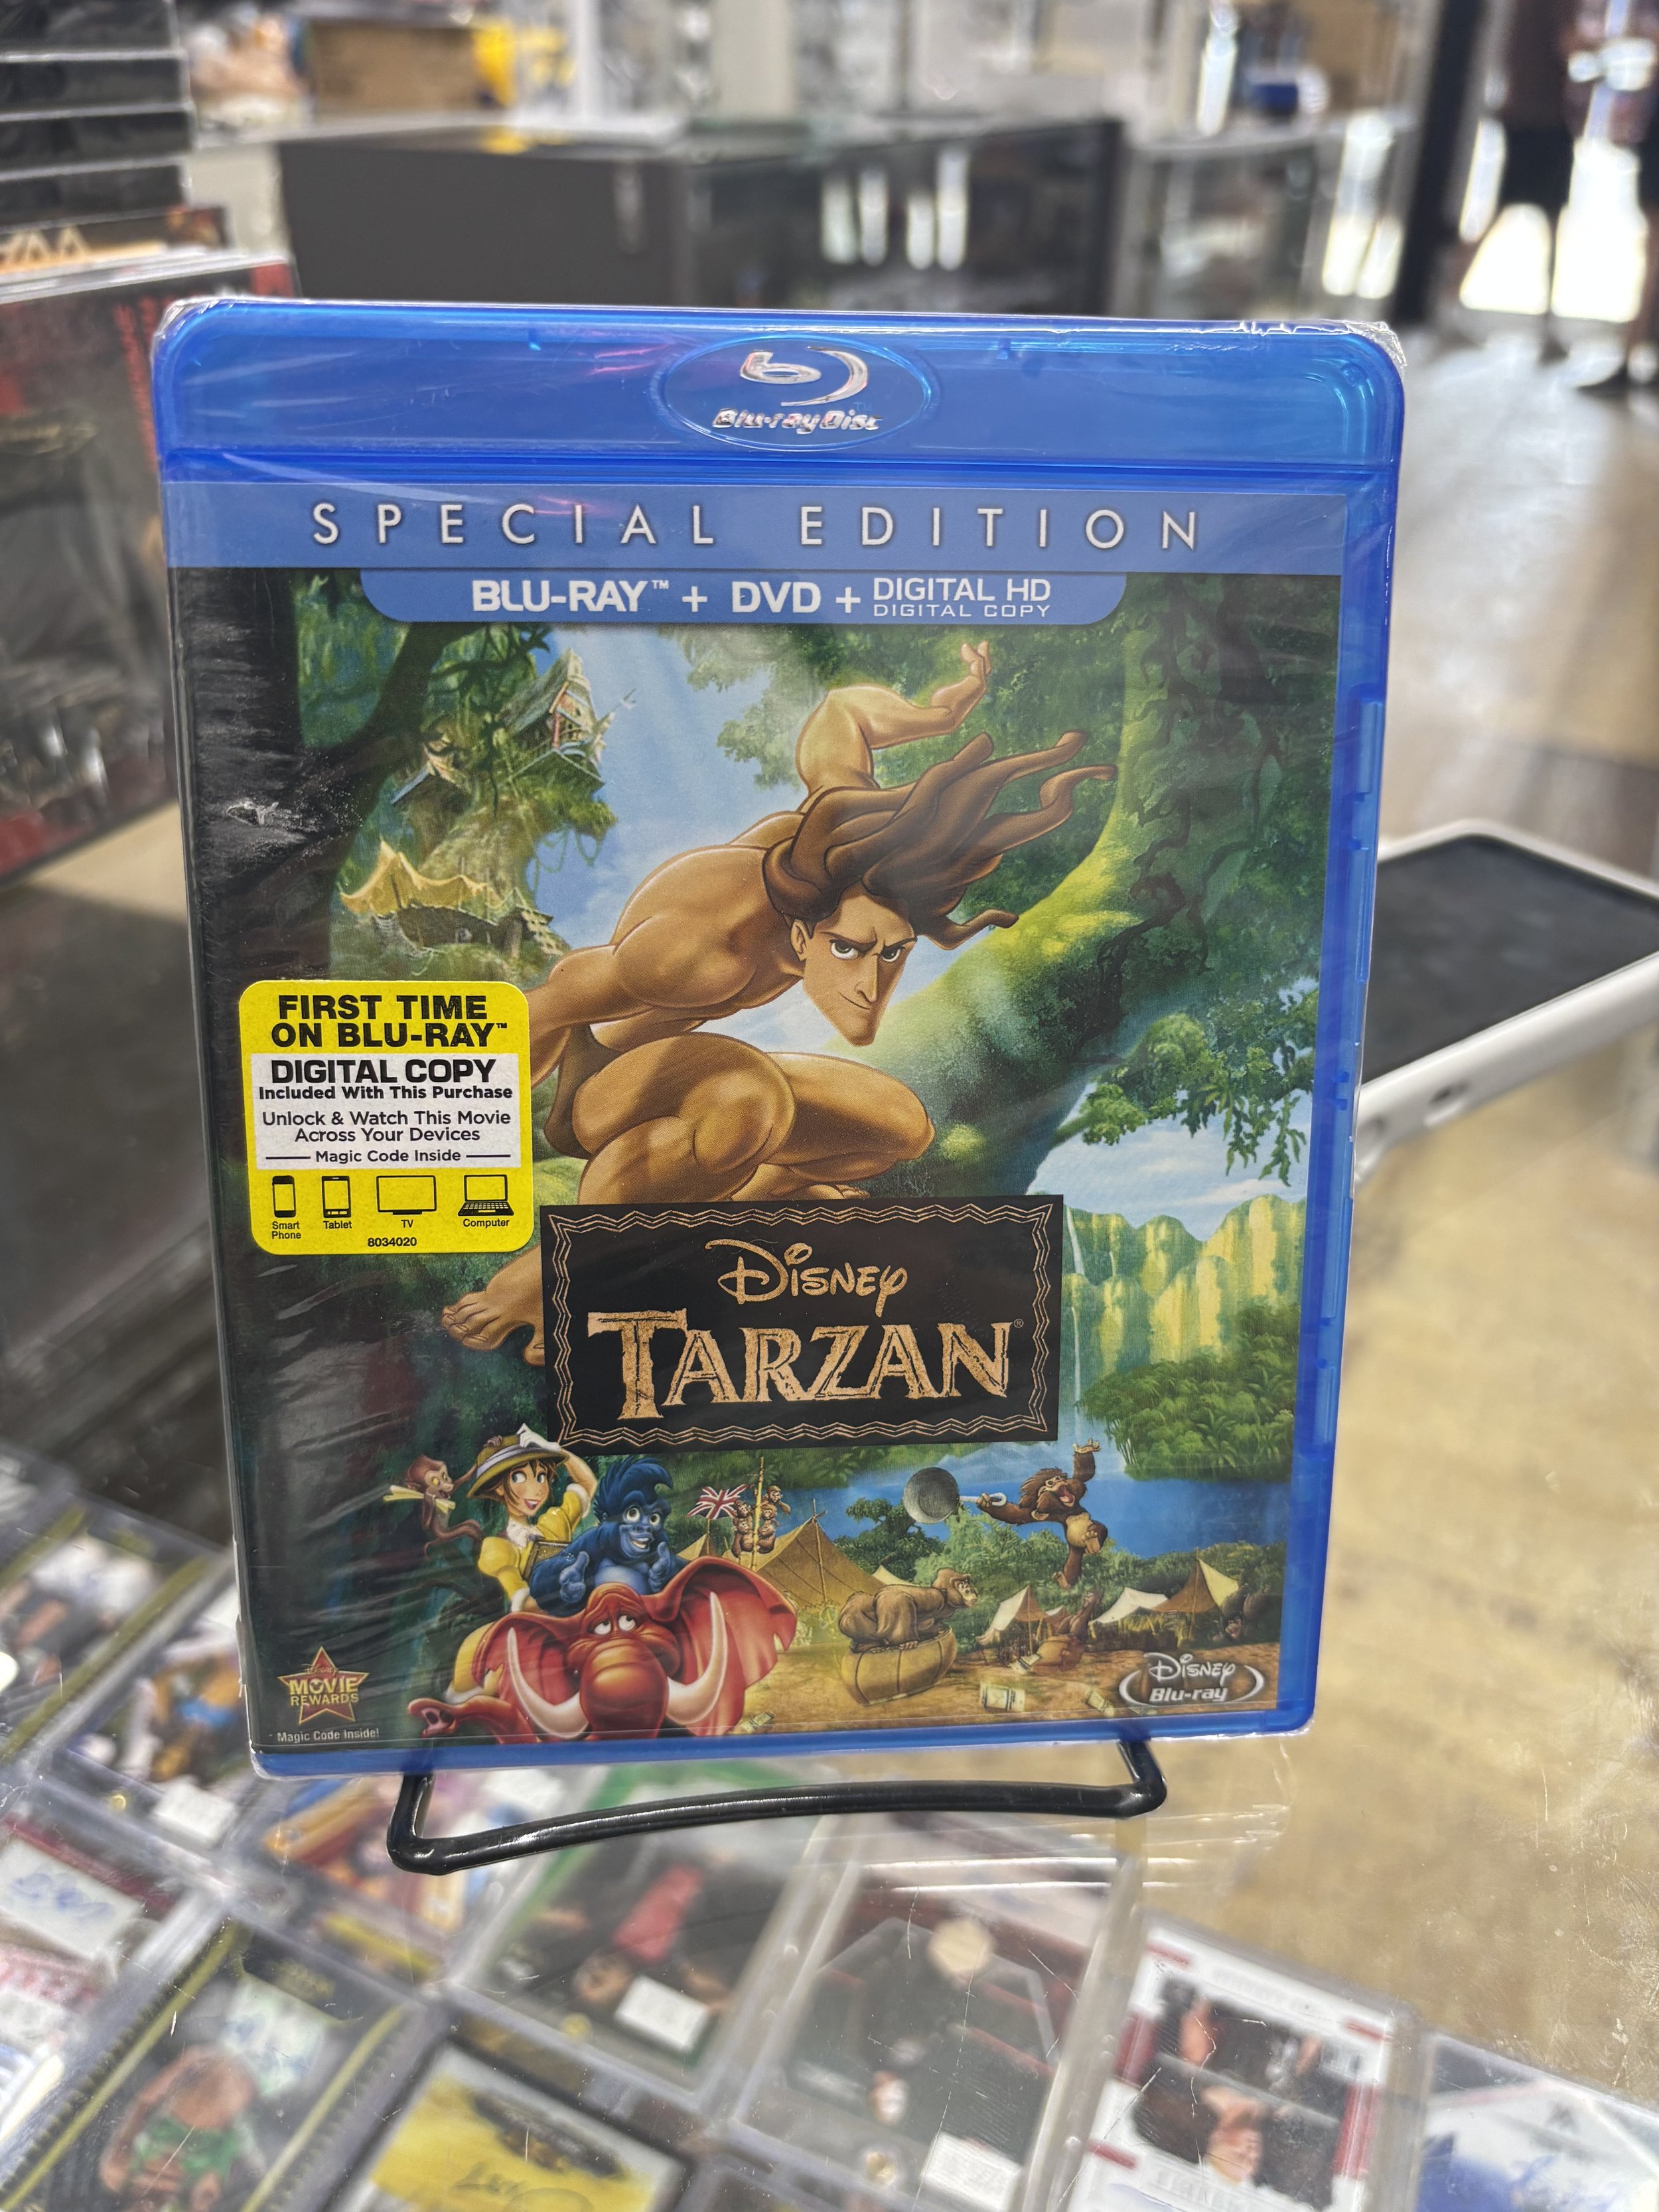 Blu-ray Disc
SPECIAL EDITION
BLU-RAY™ + DVD + DIGITAL HD
DIGITAL COPY
FIRST TIME
ON BLU-RAY™
DIGITAL COPY
Included With This Purchase
Unlock & Watch This Movie
Across Your Devices
Magic Code Inside
Smart
Phone
Tablet
TV
Computer
8034020
DISNEY
TARZAN®
MOVIE
REWARDS
Magic Code Inside!
DISNEY
Blu-ray